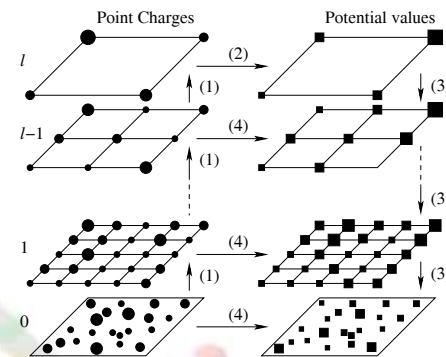 Point Charges Potential values
l (2)
(1) (3
l-1 (4)
(1) (3
1 (4)
(1) (3
0 (4)